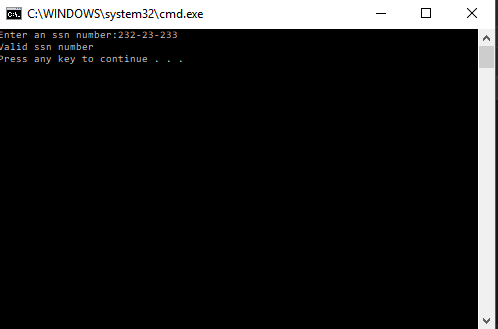 C:\WINDOWS\system32\cmd.exe
Enter an ssn number:232-23-233
Valid ssn number
Press any key to continue . . .